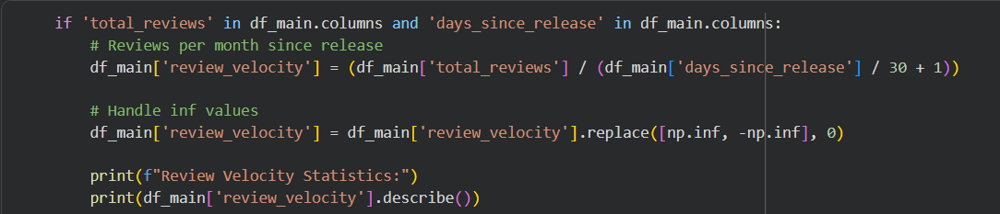 if 'total_reviews' in df_main.columns and 'days_since_release' in df_main.columns:
# Reviews per month since release
df_main['review_velocity'] = (df_main['total_reviews'] / (df_main['days_since_release'] / 30 + 1))
# Handle inf values
df_main['review_velocity'] = df_main['review_velocity'].replace([np.inf, -np.inf], 0)
print(f"Review Velocity Statistics:")
print(df_main['review_velocity'].describe())